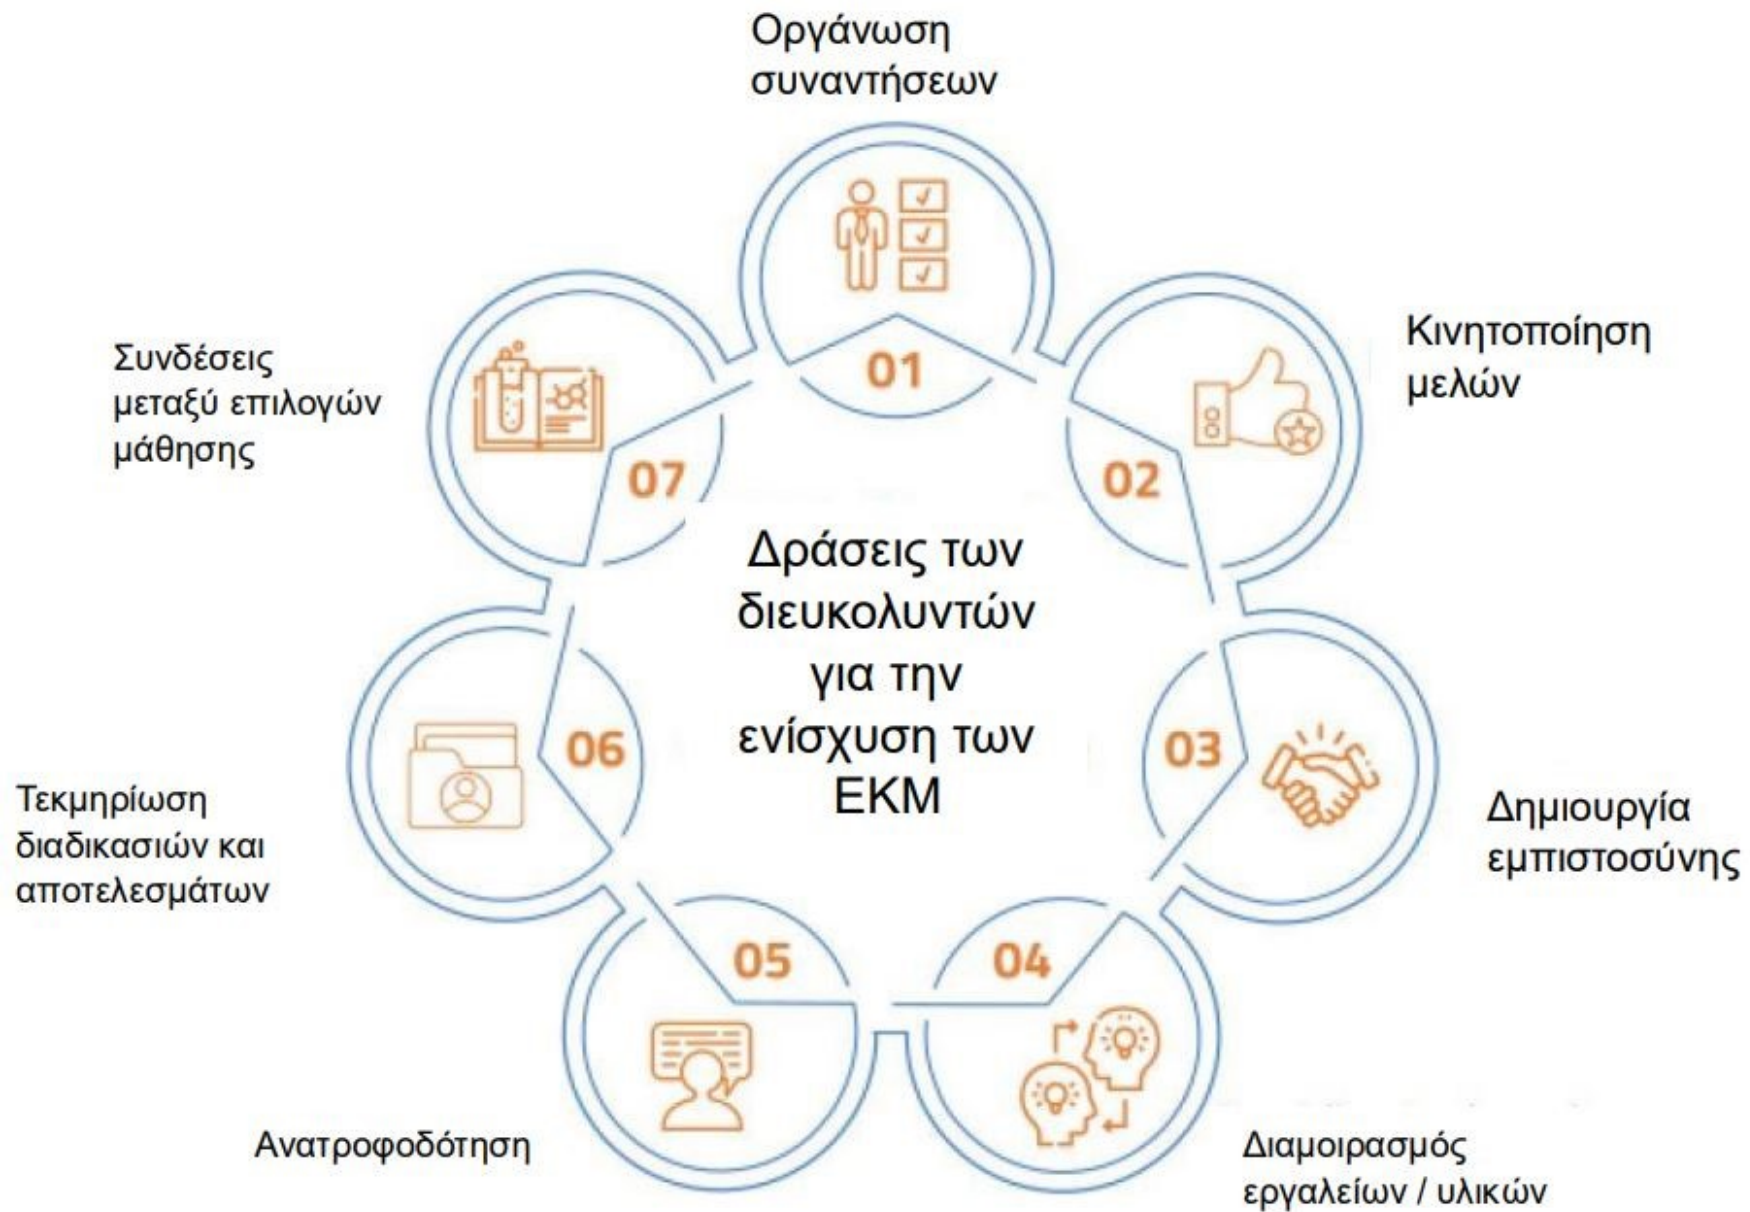 Οργάνωση
συναντήσεων
01
Κινητοποίηση
μελών
02
Δημιουργία
εμπιστοσύνης
03
Διαμοιρασμός
εργαλείων / υλικών
04
Ανατροφοδότηση
05
Τεκμηρίωση
διαδικασιών και
αποτελεσμάτων
06
Συνδέσεις
μεταξύ επιλογών
μάθησης
07
Δράσεις των
διευκολυντών
για την
ενίσχυση των
ΕΚΜ